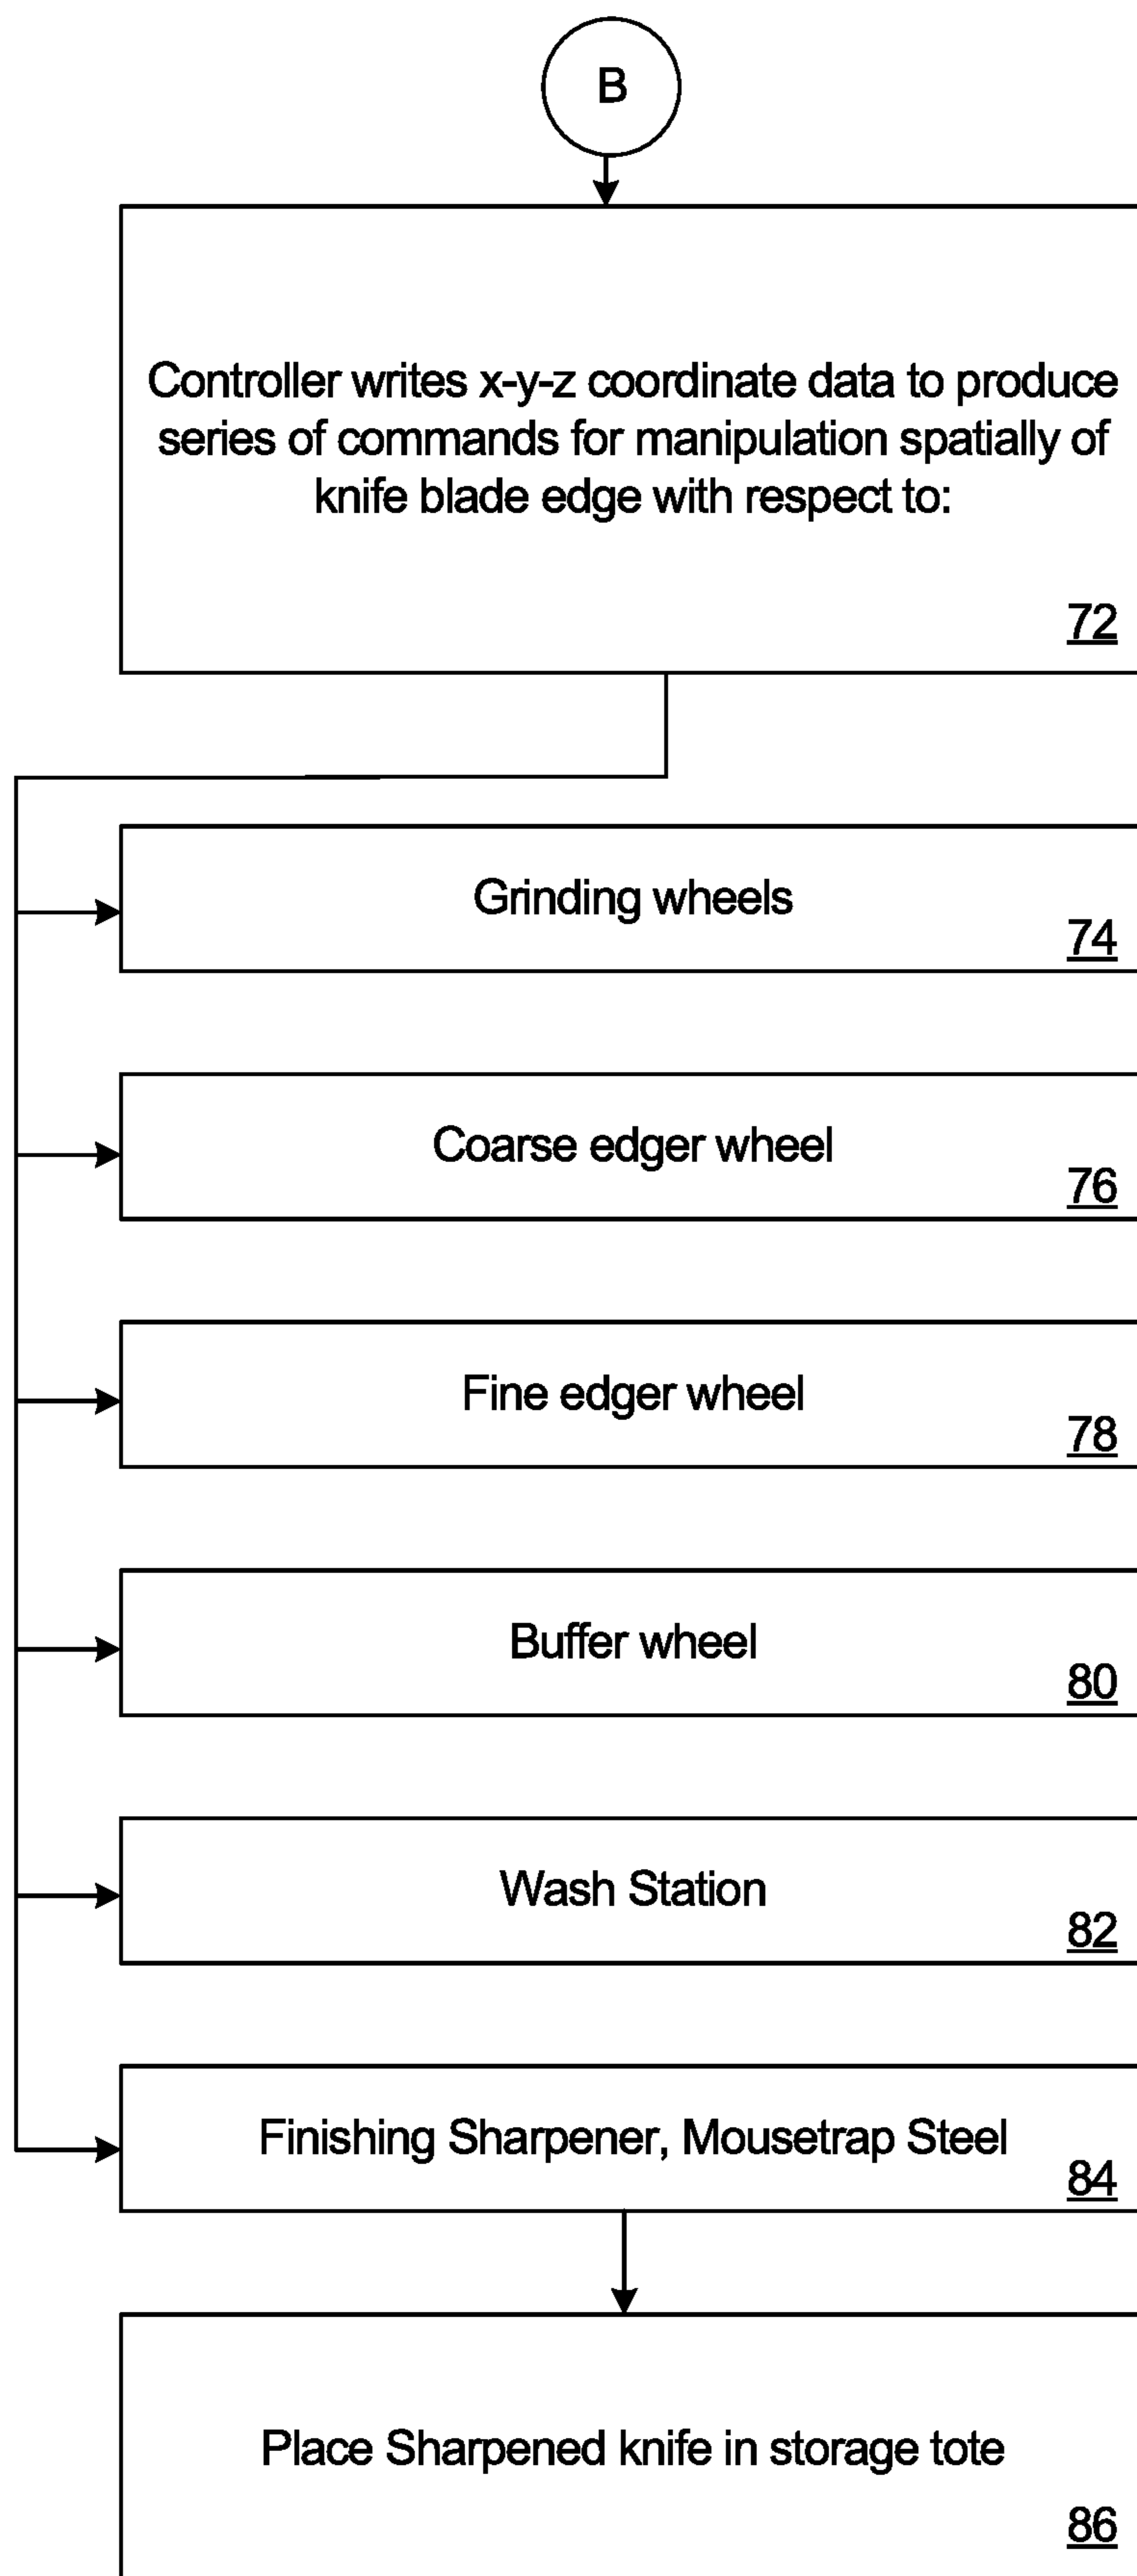 B
Controller writes x-y-z coordinate data to produce
series of commands for manipulation spatially of
knife blade edge with respect to:
72
Grinding wheels
74
Coarse edger wheel
76
Fine edger wheel
78
Buffer wheel
80
Wash Station
82
Finishing Sharpener, Mousetrap Steel
84
Place Sharpened knife in storage tote
86